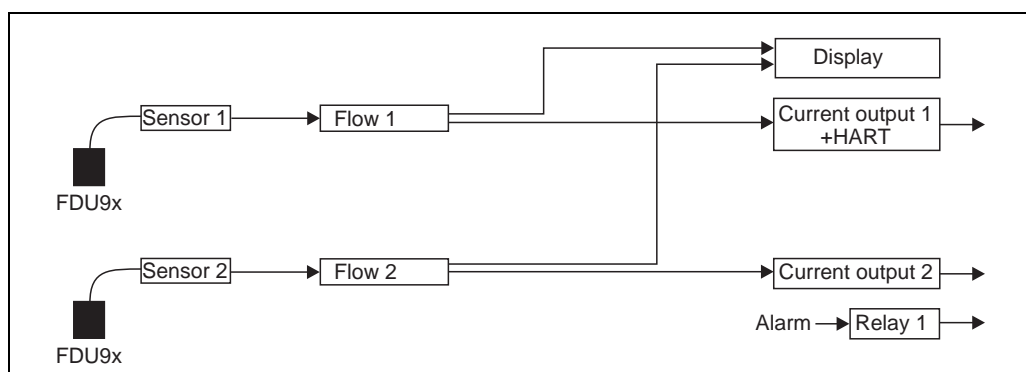 Display
Sensor 1
Flow 1
Current output 1
+HART
FDU9x
Sensor 2
Flow 2
Current output 2
Alarm
Relay 1
FDU9x